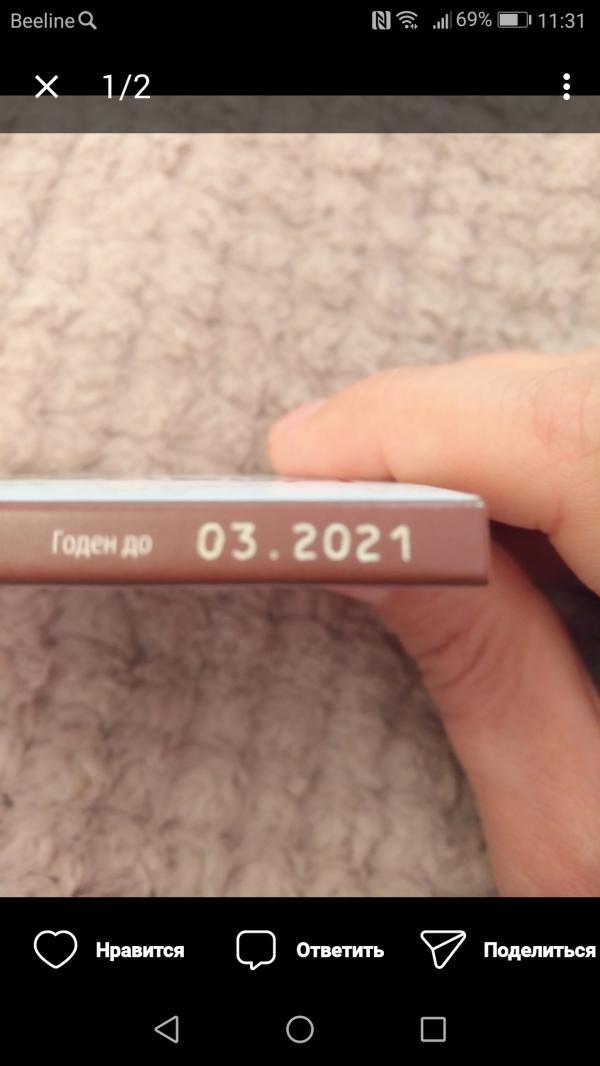 Beeline 69% 11:31
1/2
Годен до 03.2021
Нравится Ответить Поделиться